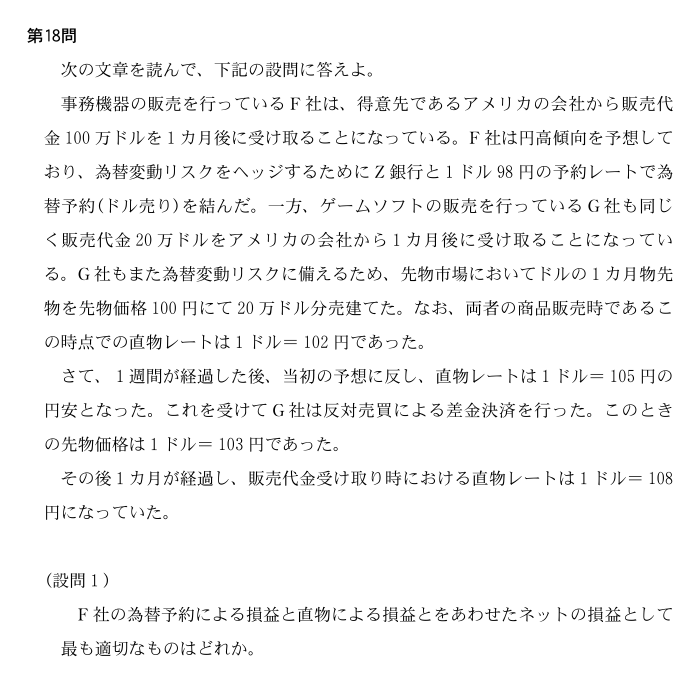 第18問
次の文章を読んで、下記の設問に答えよ。
事務機器の販売を行っているF社は、得意先であるアメリカの会社から販売代
金100万ドルを1カ月後に受け取ることになっている。F社は円高傾向を予想して
おり、為替変動リスクをヘッジするためにZ銀行と1ドル98円の予約レートで為
替予約(ドル売り)を結んだ。一方、ゲームソフトの販売を行っているG社も同じ
く販売代金20万ドルをアメリカの会社から1カ月後に受け取ることになってい
る。G社もまた為替変動リスクに備えるため、先物市場においてドルの1カ月物先
物を先物価格100円にて20万ドル分売建てた。なお、両者の商品販売時であるこ
の時点での直物レートは1ドル=102円であった。
さて、1週間が経過した後、当初の予想に反し、直物レートは1ドル=105円の
円安となった。これを受けてG社は反対売買による差金決済を行った。このとき
の先物価格は1ドル=103円であった。
その後1カ月が経過し、販売代金受け取り時における直物レートは1ドル=108
円になっていた。
(設問1)
F社の為替予約による損益と直物による損益とをあわせたネットの損益として
最も適切なものはどれか。